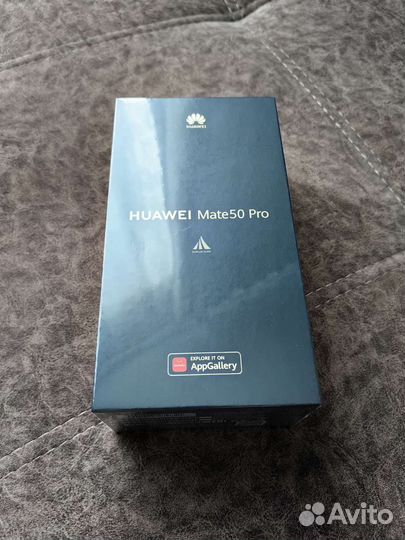 HUAWEI
HUAWEI Mate50 Pro
EXPLORE IT ON
AppGallery
Avito